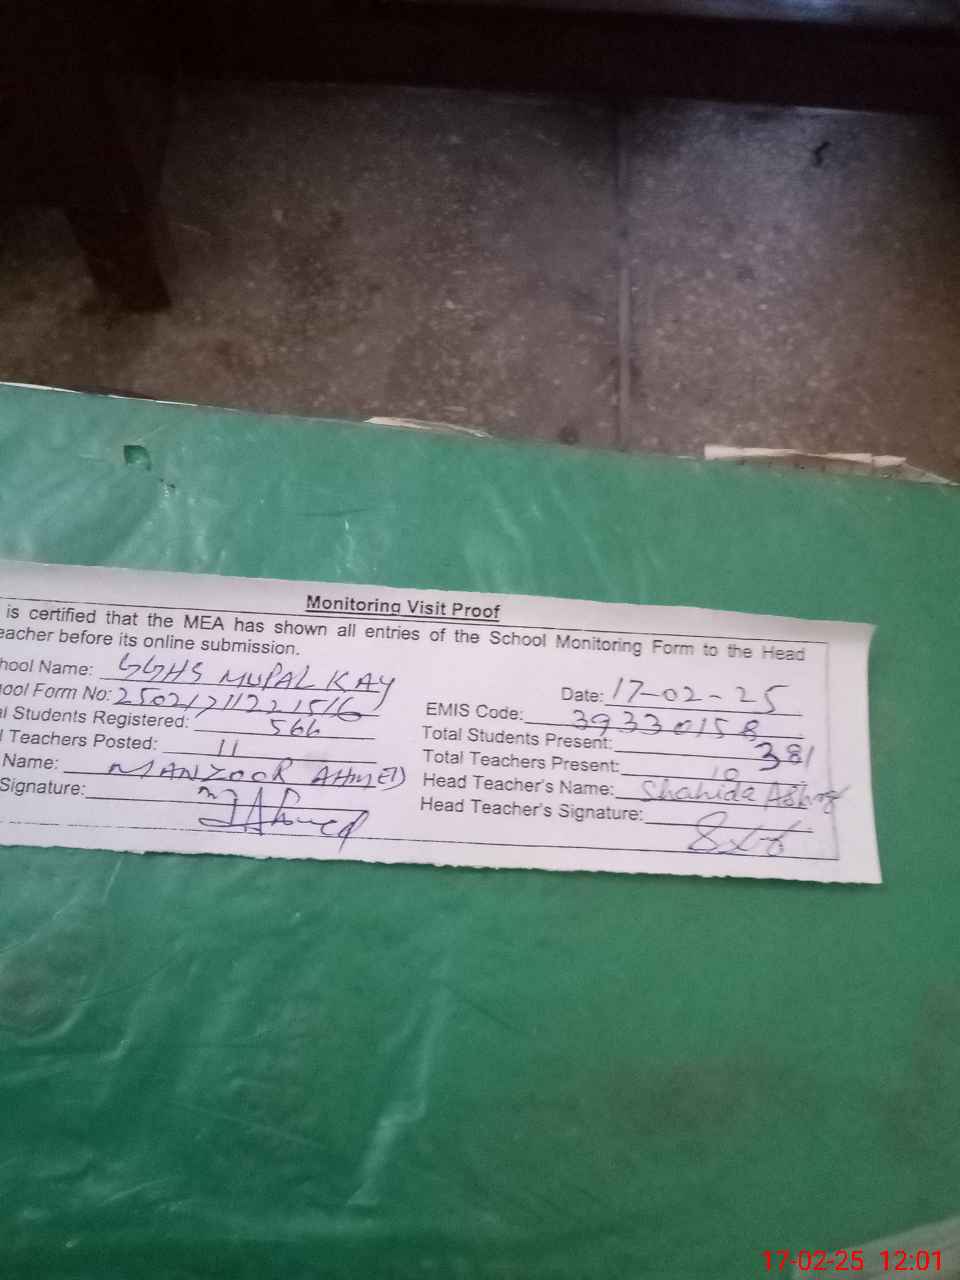 Monitoring Visit Proof
is certified that the MEA has shown all entries of the School Monitoring Form to the Head
eacher before its online submission.
hool Name: GGHS MUPAL KAY
Date: 17-02-25
ool Form No:
EMIS Code: 39330158
al Students Registered: 566
Total Students Present: 381
l Teachers Posted: 11
Total Teachers Present: 10
Name: MANZOOR AHMED
Head Teacher's Name: Shahida Ashraf
Signature: Ahmed
Head Teacher's Signature:
17-02-25 12:01